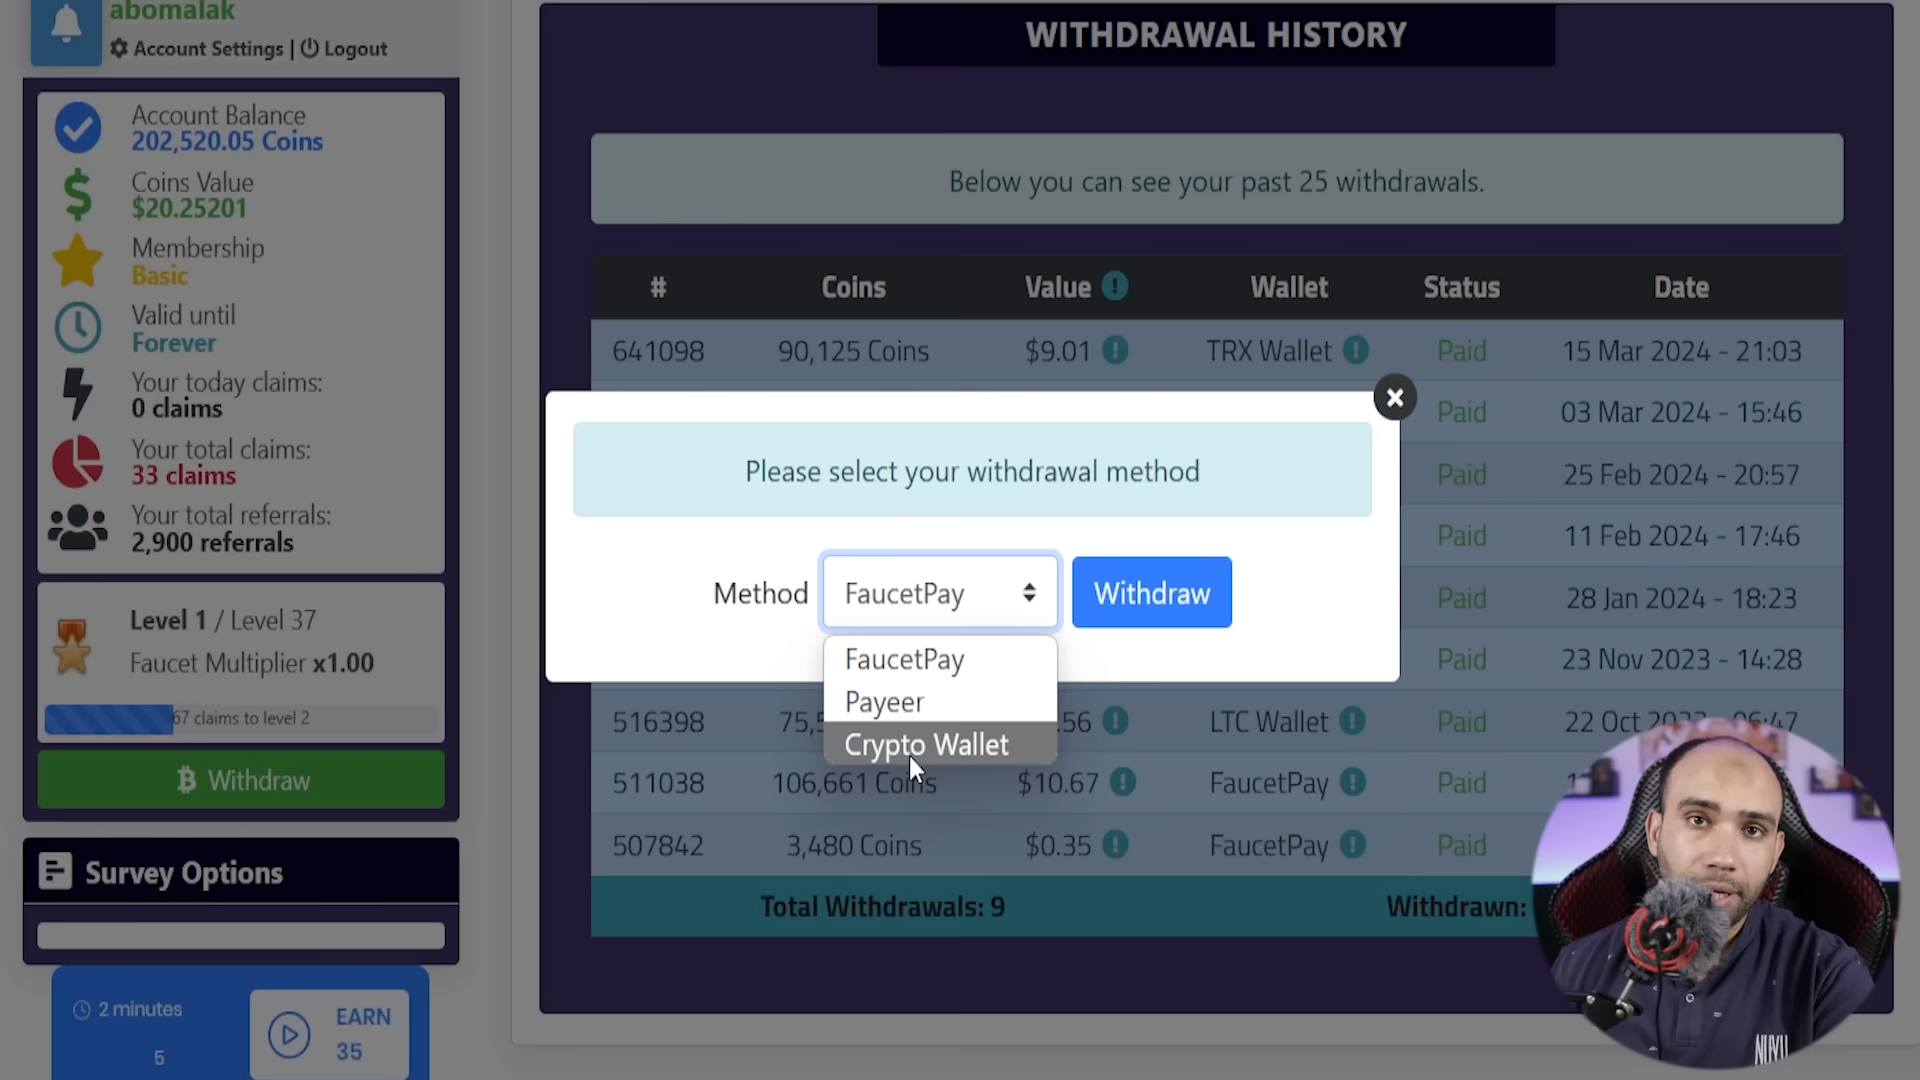 abomalak
Account Settings | Logout
Account Balance
202,520.05 Coins
Coins Value
$20.25201
Membership
Basic
Valid until
Forever
Your today claims:
0 claims
Your total claims:
33 claims
Your total referrals:
2,900 referrals
Level 1 / Level 37
Faucet Multiplier x1.00
67 claims to level 2
Withdraw
Survey Options
2 minutes
5
EARN
35
WITHDRAWAL HISTORY
Below you can see your past 25 withdrawals.
# Coins Value Wallet Status Date
641098 90,125 Coins $9.01 TRX Wallet Paid 15 Mar 2024 - 21:03
Paid 03 Mar 2024 - 15:46
Paid 25 Feb 2024 - 20:57
Paid 11 Feb 2024 - 17:46
Paid 28 Jan 2024 - 18:23
Paid 23 Nov 2023 - 14:28
Please select your withdrawal method
Method FaucetPay Withdraw
FaucetPay
Payeer
Crypto Wallet
516398 LTC Wallet Paid 22 Oct
511038 106,661 Coins $10.67 FaucetPay Paid
507842 3,480 Coins $0.35 FaucetPay Paid
Total Withdrawals: 9 Withdrawn: